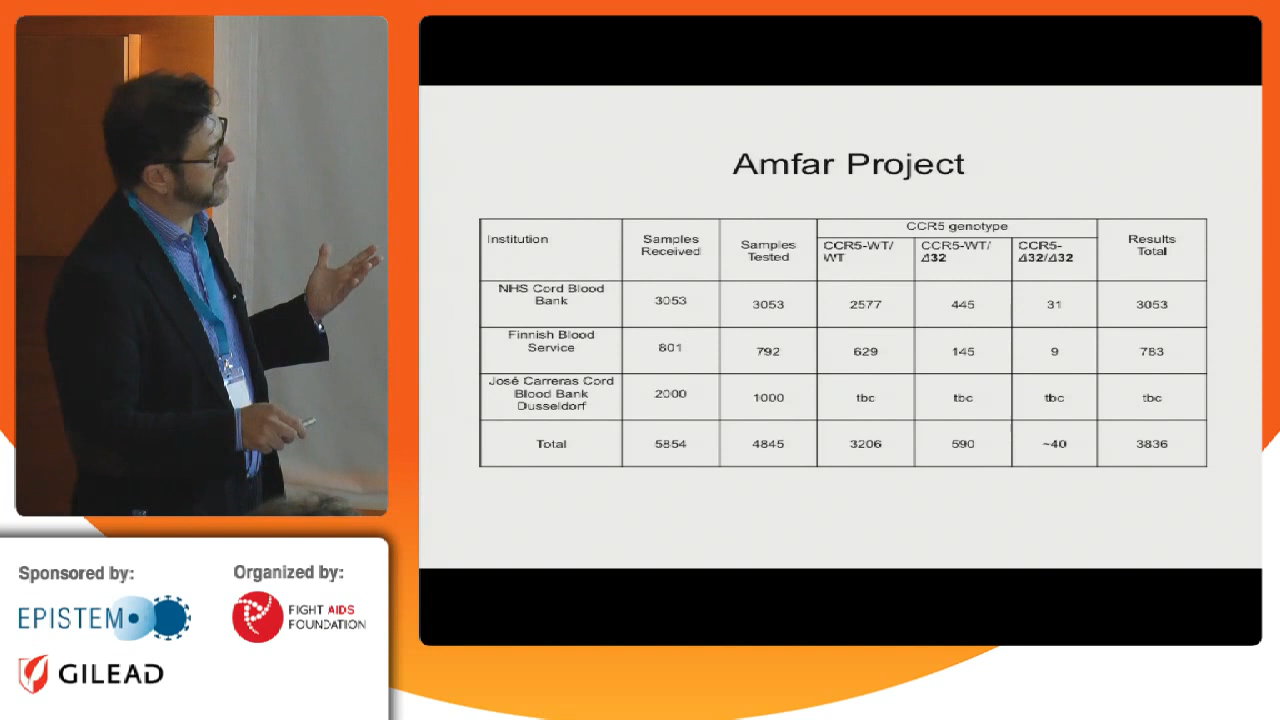 Amfar Project
Institution
Samples
Received
Samples
Tested
CCR5 genotype
CCR5-WT/
WT
CCR5-WT/
Δ32
CCR5-
Δ32/Δ32
Results
Total
NHS Cord Blood
Bank
3053
3053
2577
445
31
3053
Finnish Blood
Service
801
792
629
145
9
783
José Carreras Cord
Blood Bank
Dusseldorf
2000
1000
tbc
tbc
tbc
tbc
Total
5854
4845
3206
590
~40
3836
Sponsored by:
EPISTEM
GILEAD
Organized by:
FIGHT AIDS
FOUNDATION